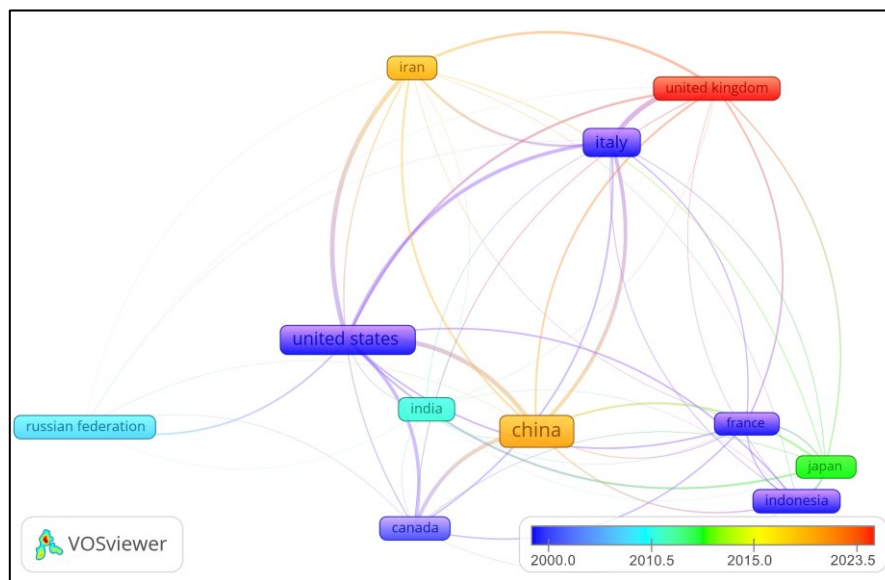 iran
united kingdom
italy
united states
india
russian federation
china
france
japan
indonesia
canada
VOSviewer
2000.0 2010.5 2015.0 2023.5